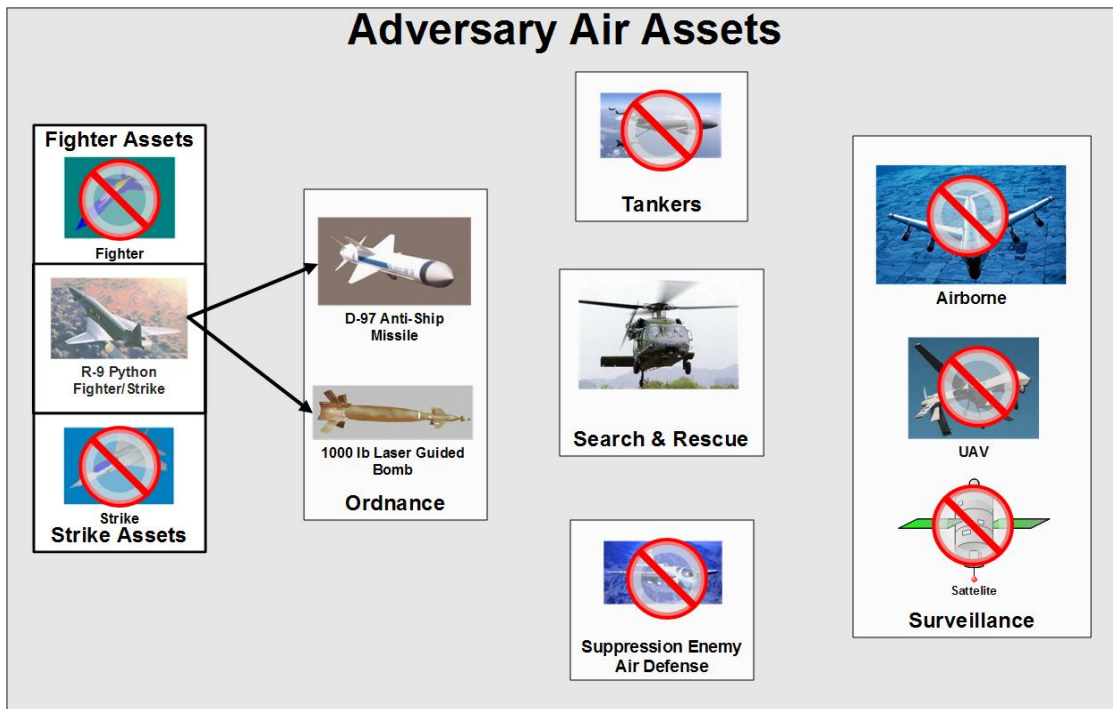 Adversary Air Assets
Fighter Assets
Fighter
R-9 Python
Fighter/Strike
Strike
Strike Assets
D-97 Anti-Ship
Missile
1000 lb Laser Guided
Bomb
Ordnance
Tankers
Search & Rescue
Suppression Enemy
Air Defense
Airborne
UAV
Sattelite
Surveillance